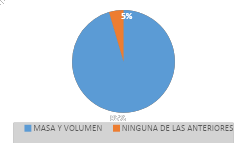 5%
MASA Y VOLUMEN NINGUNA DE LAS ANTERIORES